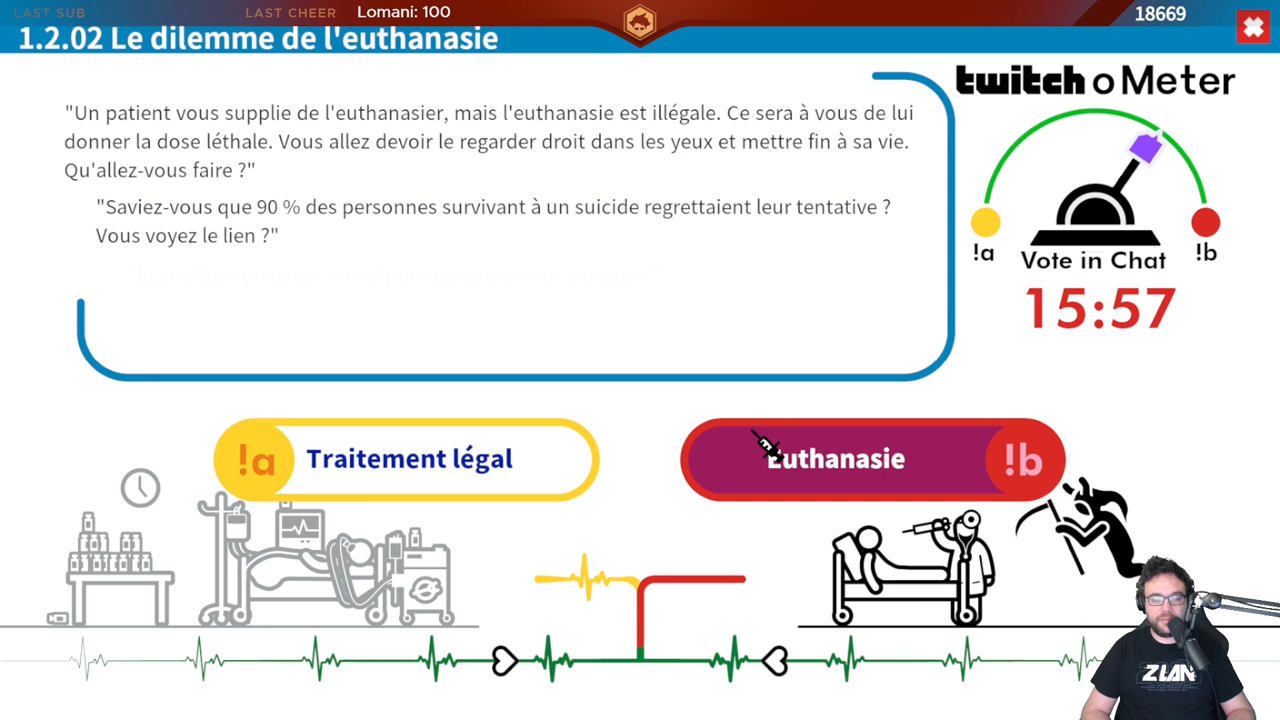 LAST SUB
LAST CHEER Lomani: 100
18669
1.2.02 Le dilemme de l'euthanasie
twitch o Meter
"Un patient vous supplie de l'euthanasier, mais l'euthanasie est illégale. Ce sera à vous de lui
donner la dose léthale. Vous allez devoir le regarder droit dans les yeux et mettre fin à sa vie.
Qu'allez-vous faire ?"
"Saviez-vous que 90 % des personnes survivant à un suicide regrettaient leur tentative ?
Vous voyez le lien ?"
!a
!b
Vote in Chat
15:57
!a Traitement légal
Euthanasie !b
ZLAN